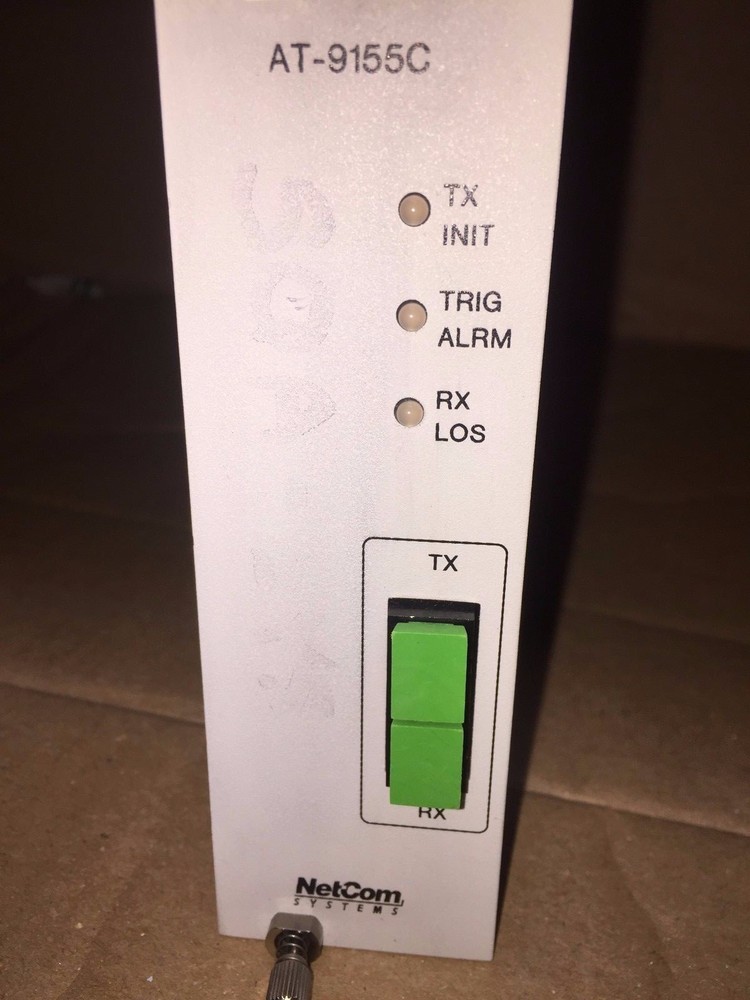 AT-9155C
TX
INIT
TRIG
ALRM
RX
LOS
TX
RX
NetCom
SYSTEMS